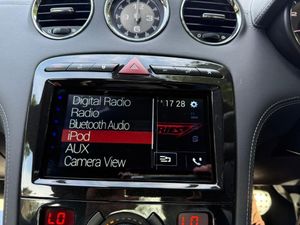 Digital Radio
Radio
17 28
Bluetooth Audio
iPod
AUX
Camera View
LO
LO